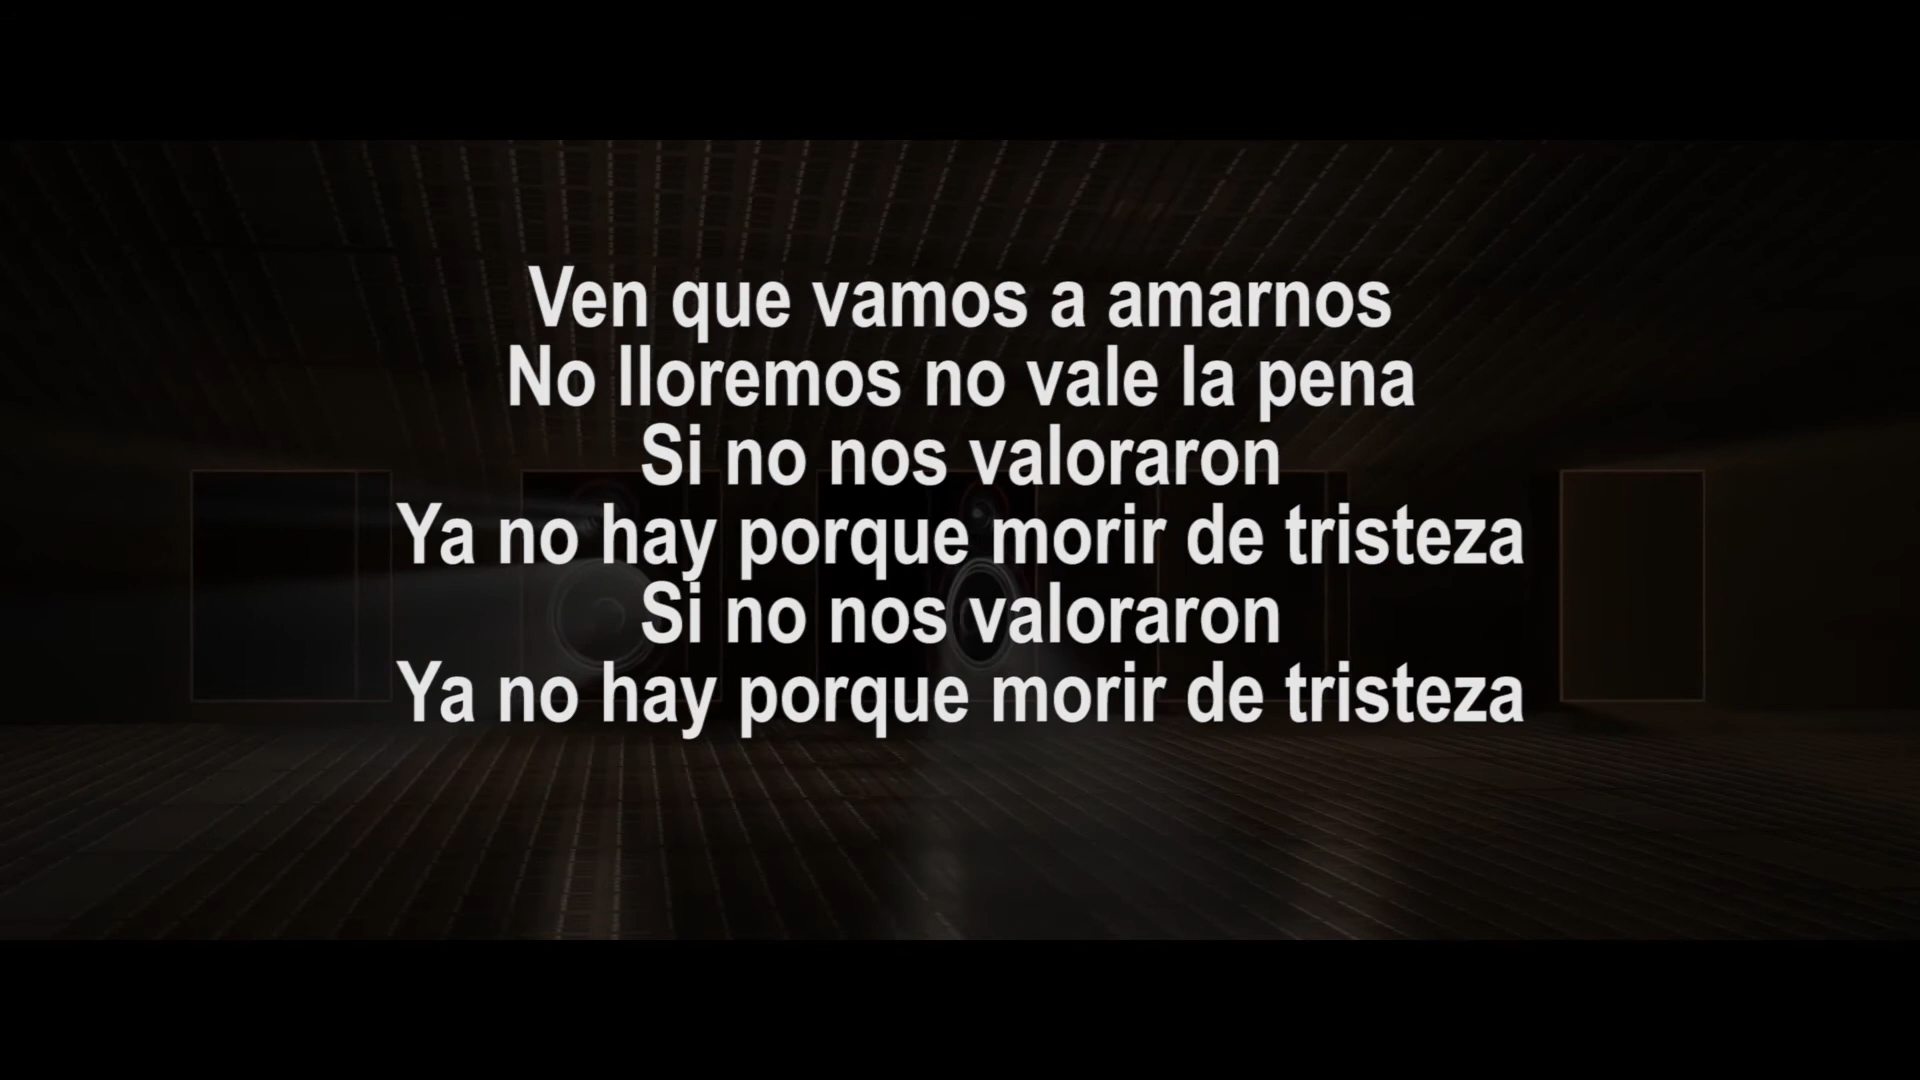 Ven que vamos a amarnos
No lloremos no vale la pena
Si no nos valoraron
Ya no hay porque morir de tristeza
Si no nos valoraron
Ya no hay porque morir de tristeza